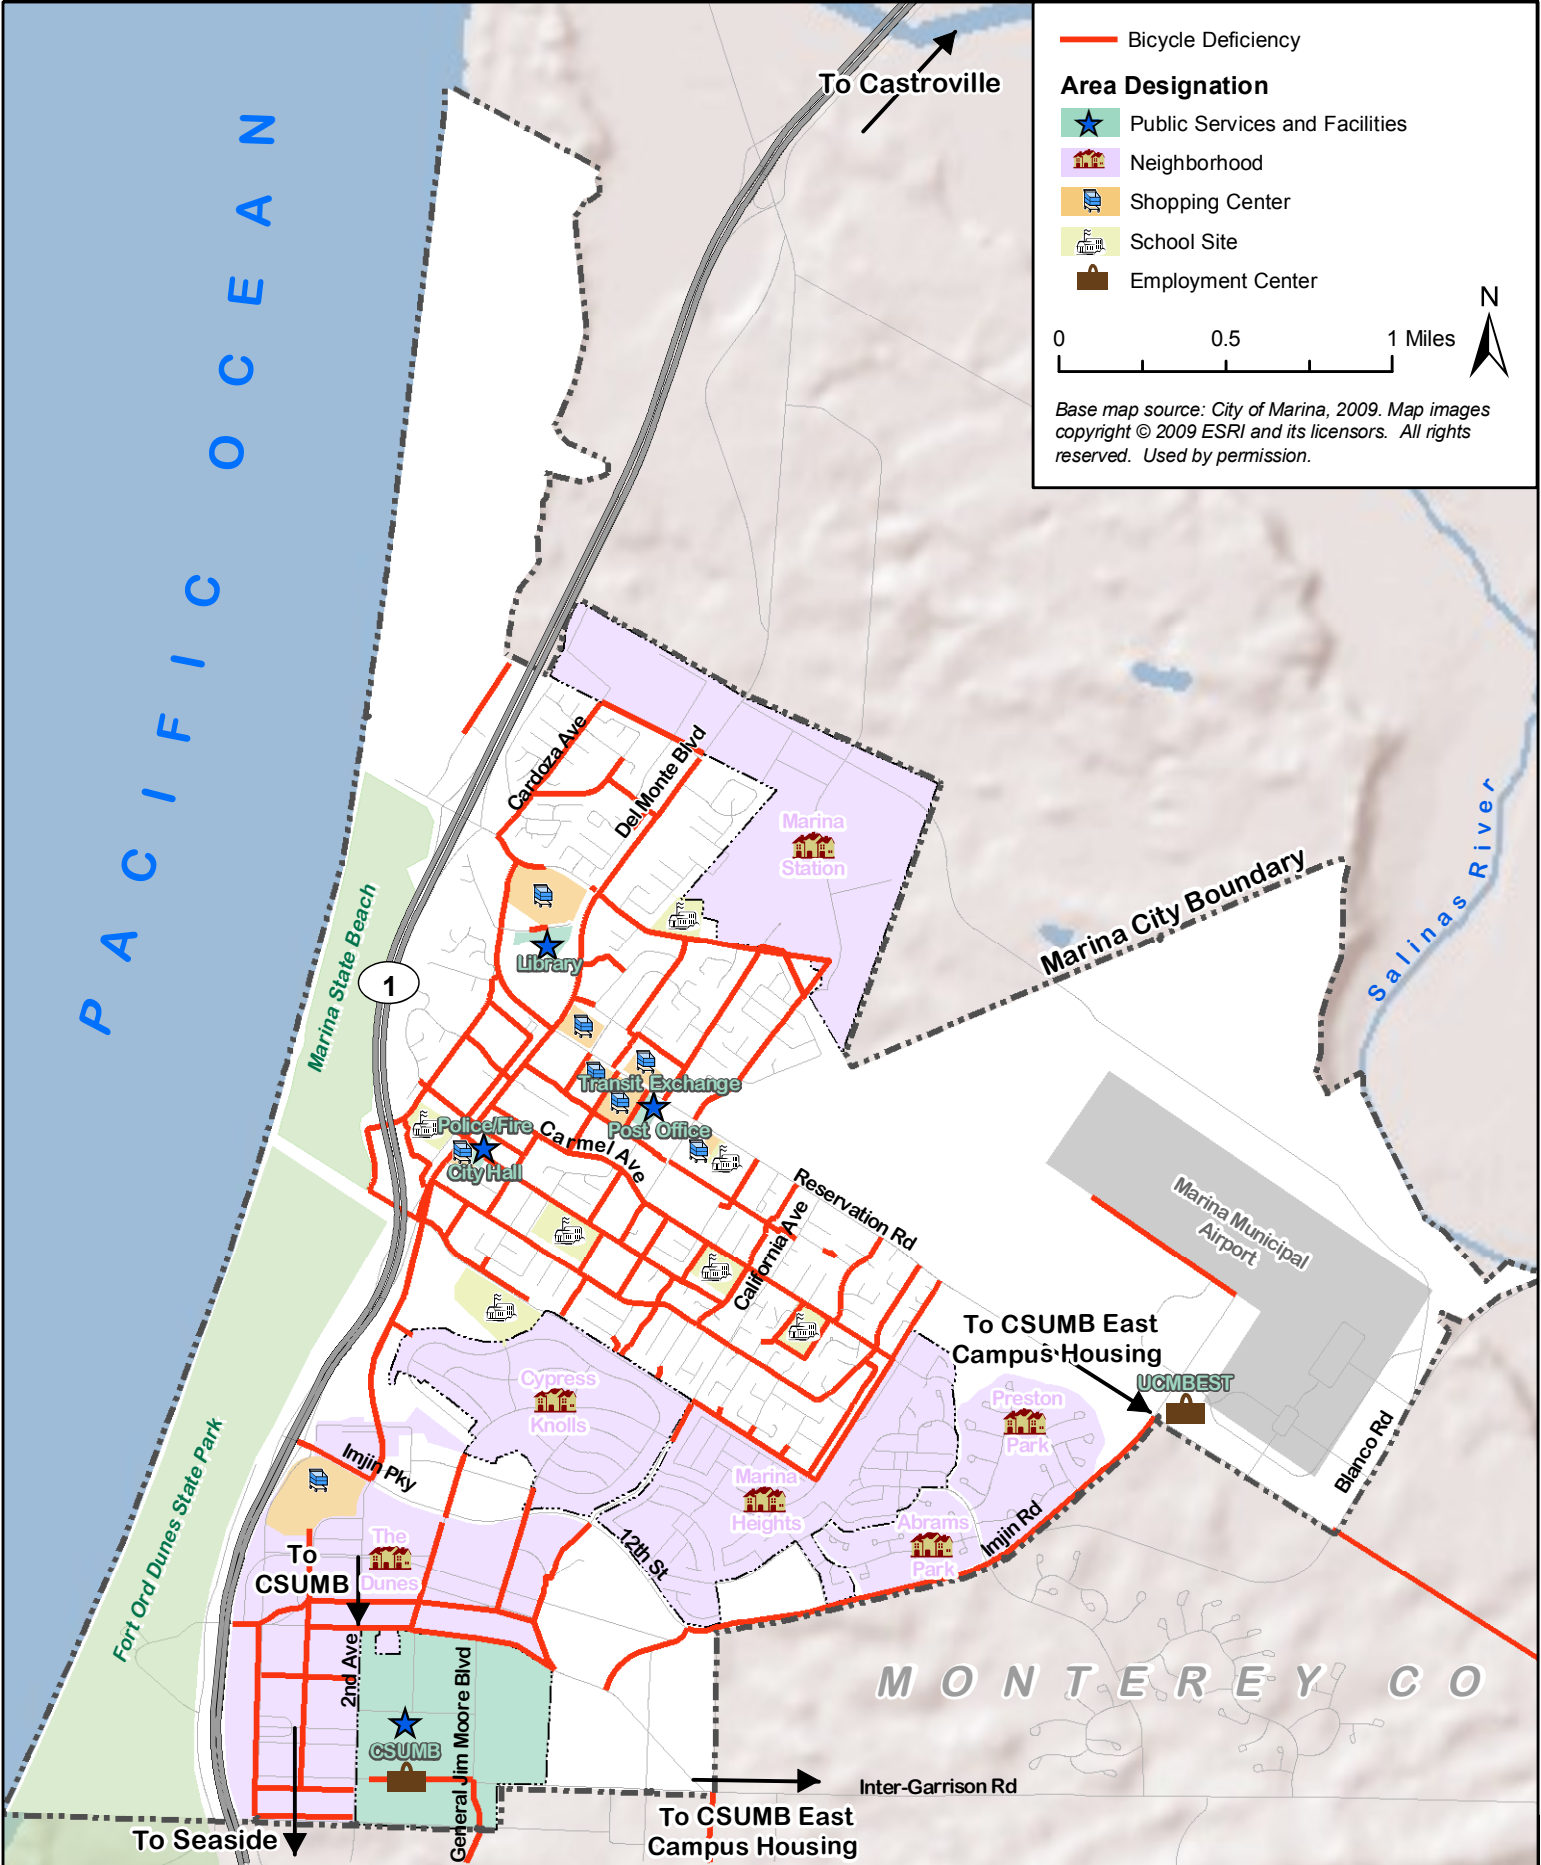 Bicycle Deficiency
Area Designation
Public Services and Facilities
Neighborhood
Shopping Center
School Site
Employment Center
N
0 0.5 1 Miles
Base map source: City of Marina, 2009. Map images
copyright © 2009 ESRI and its licensors. All rights
reserved. Used by permission.
To Castroville
PACIFIC OCEAN
Cardoza Ave
Del Monte Blvd
Marina
Station
Marina City Boundary
Salinas River
Library
1
Marina State Beach
Transit Exchange
Post Office
Police/Fire
City Hall
Carmel Ave
Reservation Rd
California Ave
Marina Municipal
Airport
To CSUMB East
Campus Housing
UCMBEST
Cypress
Knolls
Preston
Park
Blanco Rd
Imjin Pky
Marina
Heights
Abrams
Park
Imjin Rd
12th St
Fort Ord Dunes State Park
The
Dunes
To
CSUMB
2nd Ave
General Jim Moore Blvd
CSUMB
MONTEREY CO
Inter-Garrison Rd
To CSUMB East
Campus Housing
To Seaside